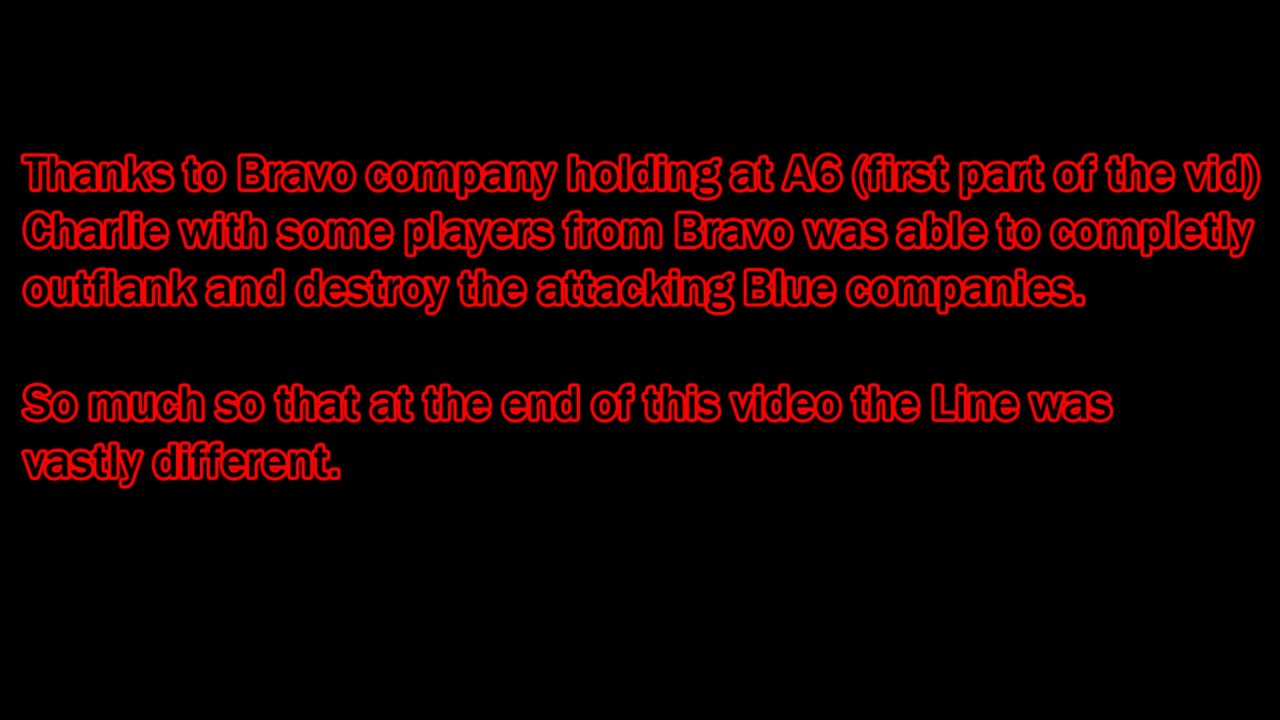 Thanks to Bravo company holding at A6 (first part of the vid)
Charlie with some players from Bravo was able to completly
outflank and destroy the attacking Blue companies.
So much so that at the end of this video the Line was
vastly different.